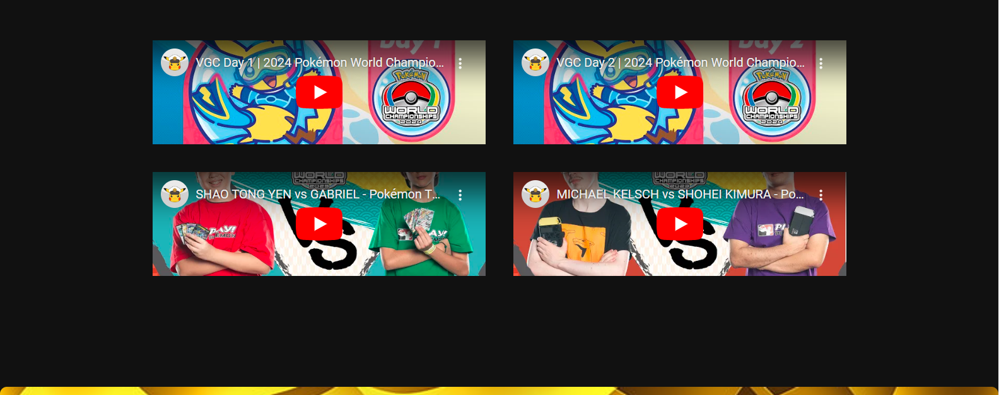 Day 1
VGC Day 1 | 2024 Pokémon World Champio...
POKÉMON
WORLD
CHAMPIONSHIPS
2024
Day 2
VGC Day 2 | 2024 Pokémon World Champio...
POKÉMON
WORLD
CHAMPIONSHIPS
2024
WORLD
CHAMPIONSHIPS
2023
SHAO TONG YEN vs GABRIEL - Pokémon T...
VS
WORLD
CHAMPIONSHIPS
2023
MICHAEL KELSCH vs SHOHEI KIMURA - Po...
VS